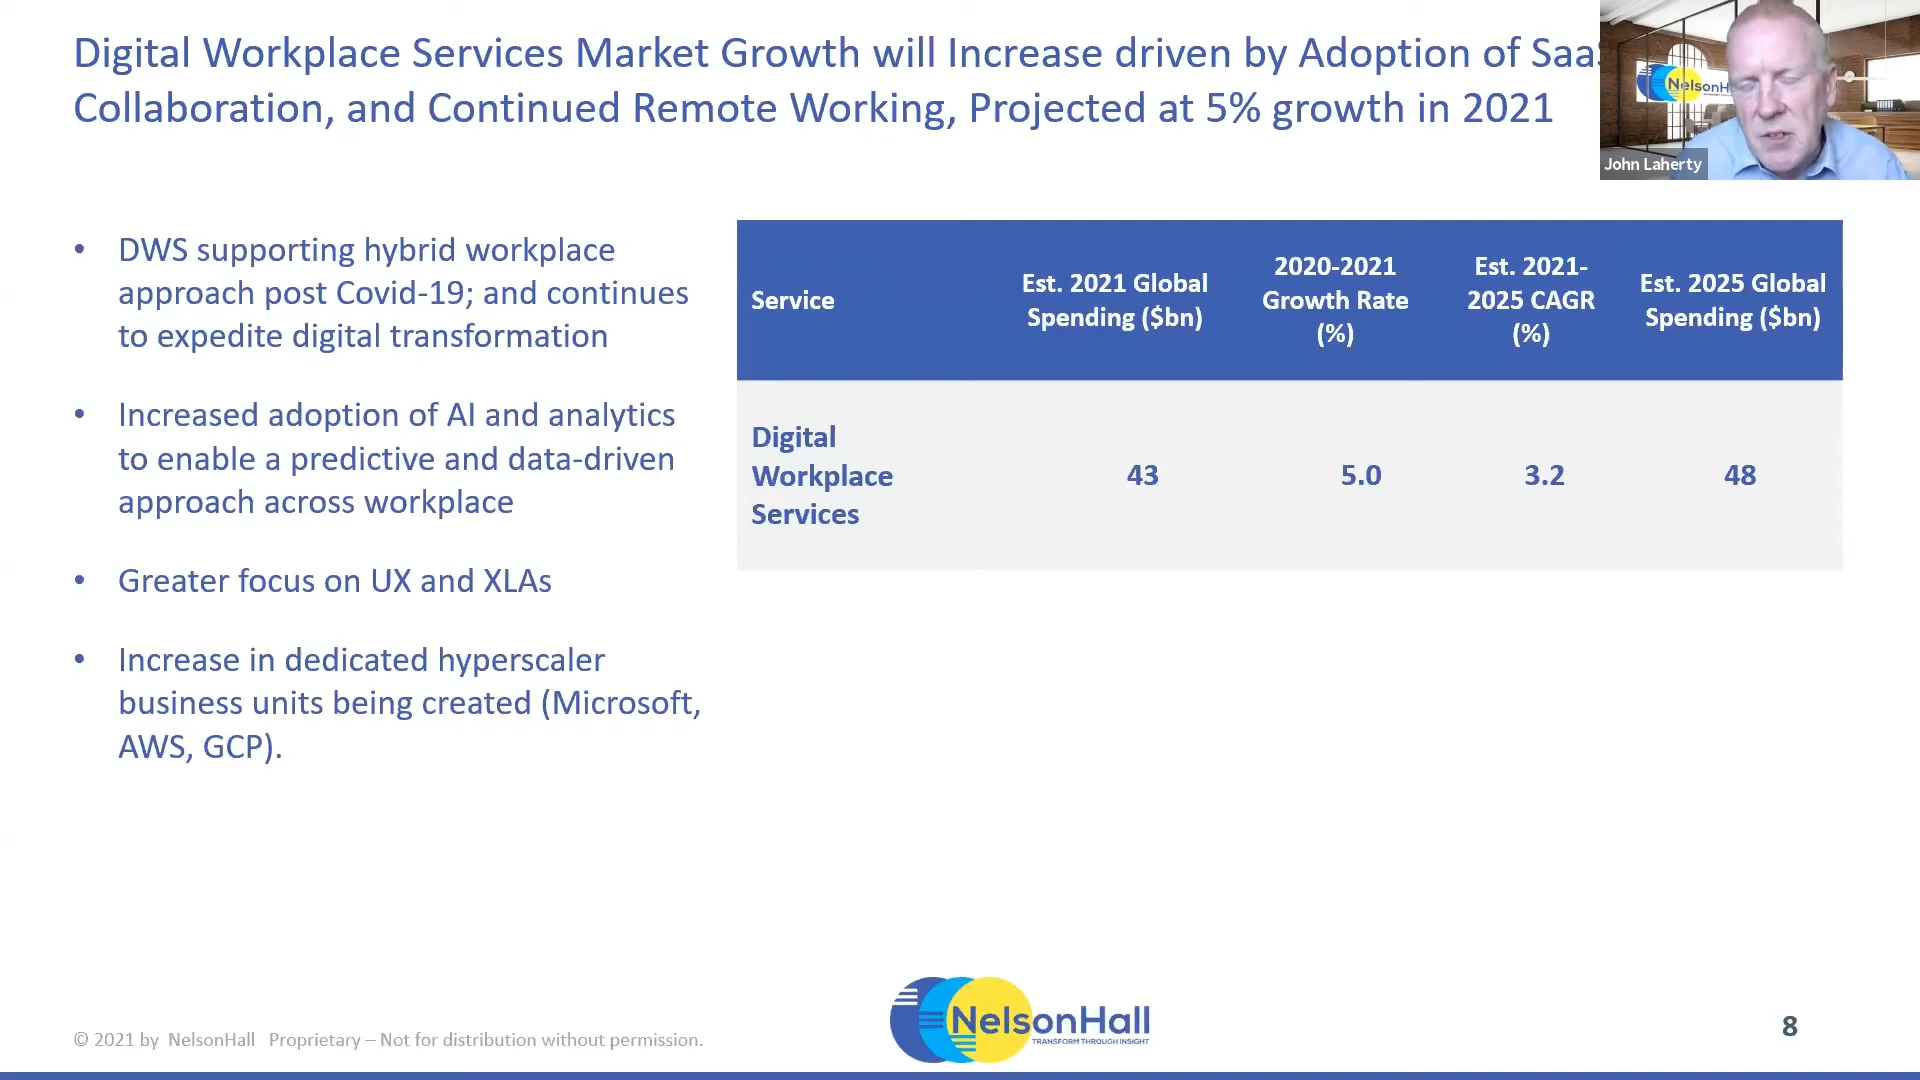 Digital Workplace Services Market Growth will Increase driven by Adoption of
Collaboration, and Continued Remote Working, Projected at 5% growth in 2021
John Laherty
• DWS supporting hybrid workplace
approach post Covid-19; and continues
to expedite digital transformation
• Increased adoption of AI and analytics
to enable a predictive and data-driven
approach across workplace
• Greater focus on UX and XLAs
• Increase in dedicated hyperscaler
business units being created (Microsoft,
AWS, GCP).
Service
Est. 2021 Global
Spending ($bn)
2020-2021
Growth Rate
(%)
Est. 2021-
2025 CAGR
(%)
Est. 2025 Global
Spending ($bn)
Digital
Workplace
Services
43
5.0
3.2
48
© 2021 by NelsonHall Proprietary – Not for distribution without permission.
NelsonHall
TRANSFORM THROUGH INSIGHT
8